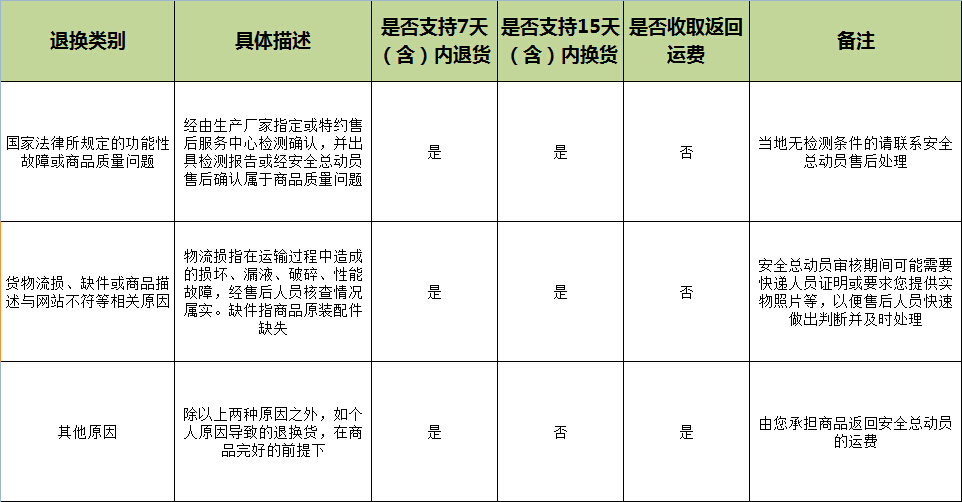 退换类别
具体描述
是否支持7天
（含）内退货
是否支持15天
（含）内换货
是否收取返回
运费
备注
国家法律所规定的功能性
故障或商品质量问题
经由生产厂家指定或特约售
后服务中心检测确认，并出
具检测报告或经安全总动员
售后确认属于商品质量问题
是
是
否
当地无检测条件的请联系安全
总动员售后处理
货物流损、缺件或商品描
述与网站不符等相关原因
物流损指在运输过程中造成
的损坏、漏液、破碎、性能
故障，经售后人员核查情况
属实。缺件指商品原装配件
缺失
是
是
否
安全总动员审核期间可能需要
快递人员证明或要求您提供实
物照片等，以便售后人员快速
做出判断并及时处理
其他原因
除以上两种原因之外，如个
人原因导致的退换货，在商
品完好的前提下
是
否
是
由您承担商品返回安全总动员
的运费